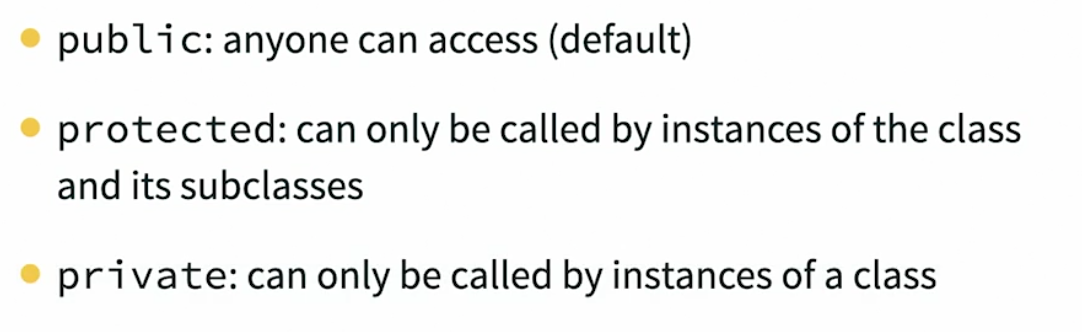 public: anyone can access (default)
protected: can only be called by instances of the class
and its subclasses
private: can only be called by instances of a class